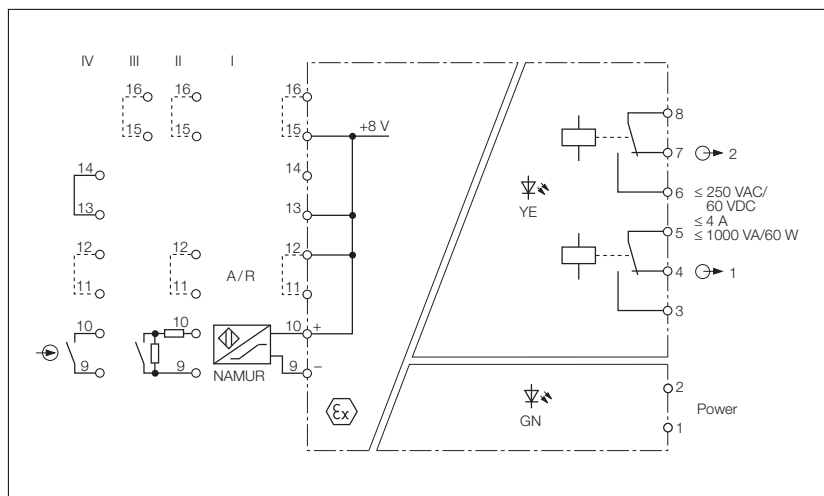 IV III II I
16 16 16 8
15 15 15 +8 V
7 2
14 14
6 ≤ 250 VAC/
60 VDC
YE
13 13
≤ 4 A
5 ≤ 1000 VA/60 W
12 12 12
A/R
4 1
11 11 11
10 10 10 +
3
9 9 9 –
NAMUR
2
Ex GN Power
1